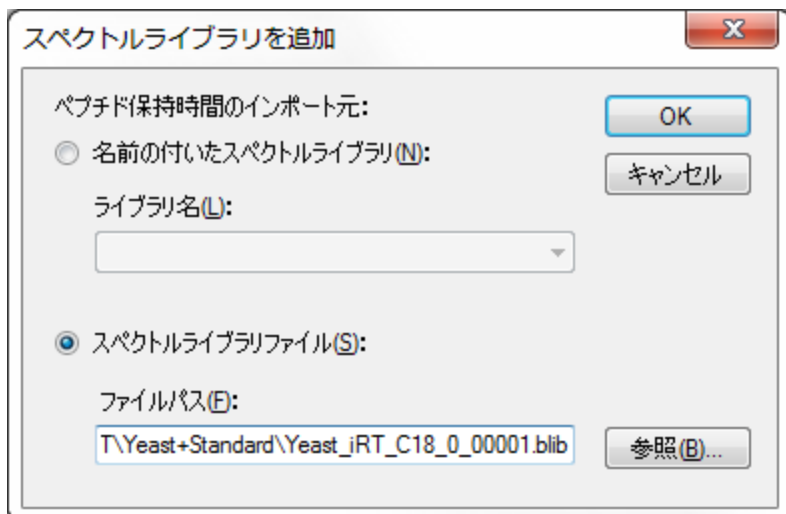 スペクトルライブラリを追加
ペプチド保持時間のインポート元:
OK
名前の付いたスペクトルライブラリ(N):
キャンセル
ライブラリ名(L):
スペクトルライブラリファイル(S):
ファイルパス(F):
T\Yeast+Standard\Yeast_iRT_C18_0_00001.blib
参照(B)...